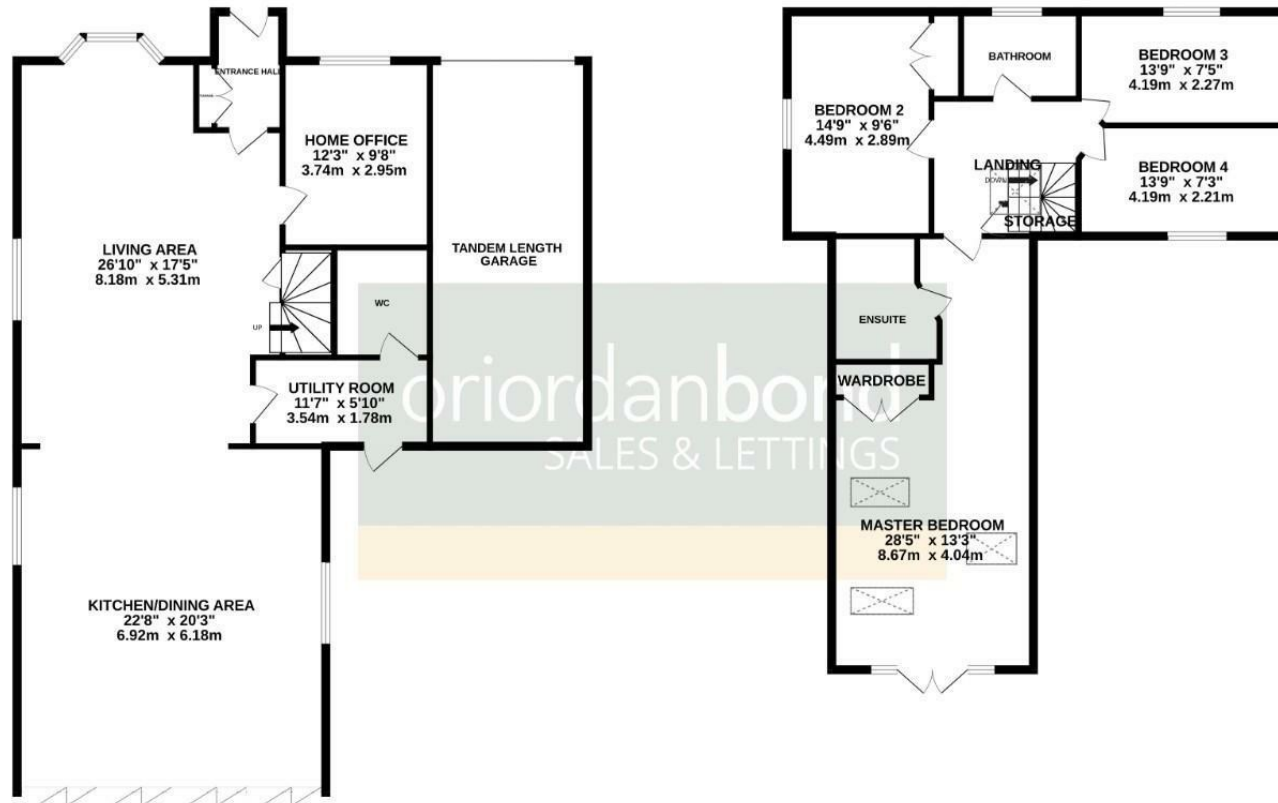 ENTRANCE HALL
HOME OFFICE
12'3" x 9'8"
3.74m x 2.95m
LIVING AREA
26'10" x 17'5"
8.18m x 5.31m
TANDEM LENGTH
GARAGE
WC
UP
UTILITY ROOM
11'7" x 5'10"
3.54m x 1.78m
KITCHEN/DINING AREA
22'8" x 20'3"
6.92m x 6.18m
oriordanbond
SALES & LETTINGS
BATHROOM
BEDROOM 3
13'9" x 7'5"
4.19m x 2.27m
BEDROOM 2
14'9" x 9'6"
4.49m x 2.89m
LANDING
DOWN
STORAGE
BEDROOM 4
13'9" x 7'3"
4.19m x 2.21m
ENSUITE
WARDROBE
MASTER BEDROOM
28'5" x 13'3"
8.67m x 4.04m